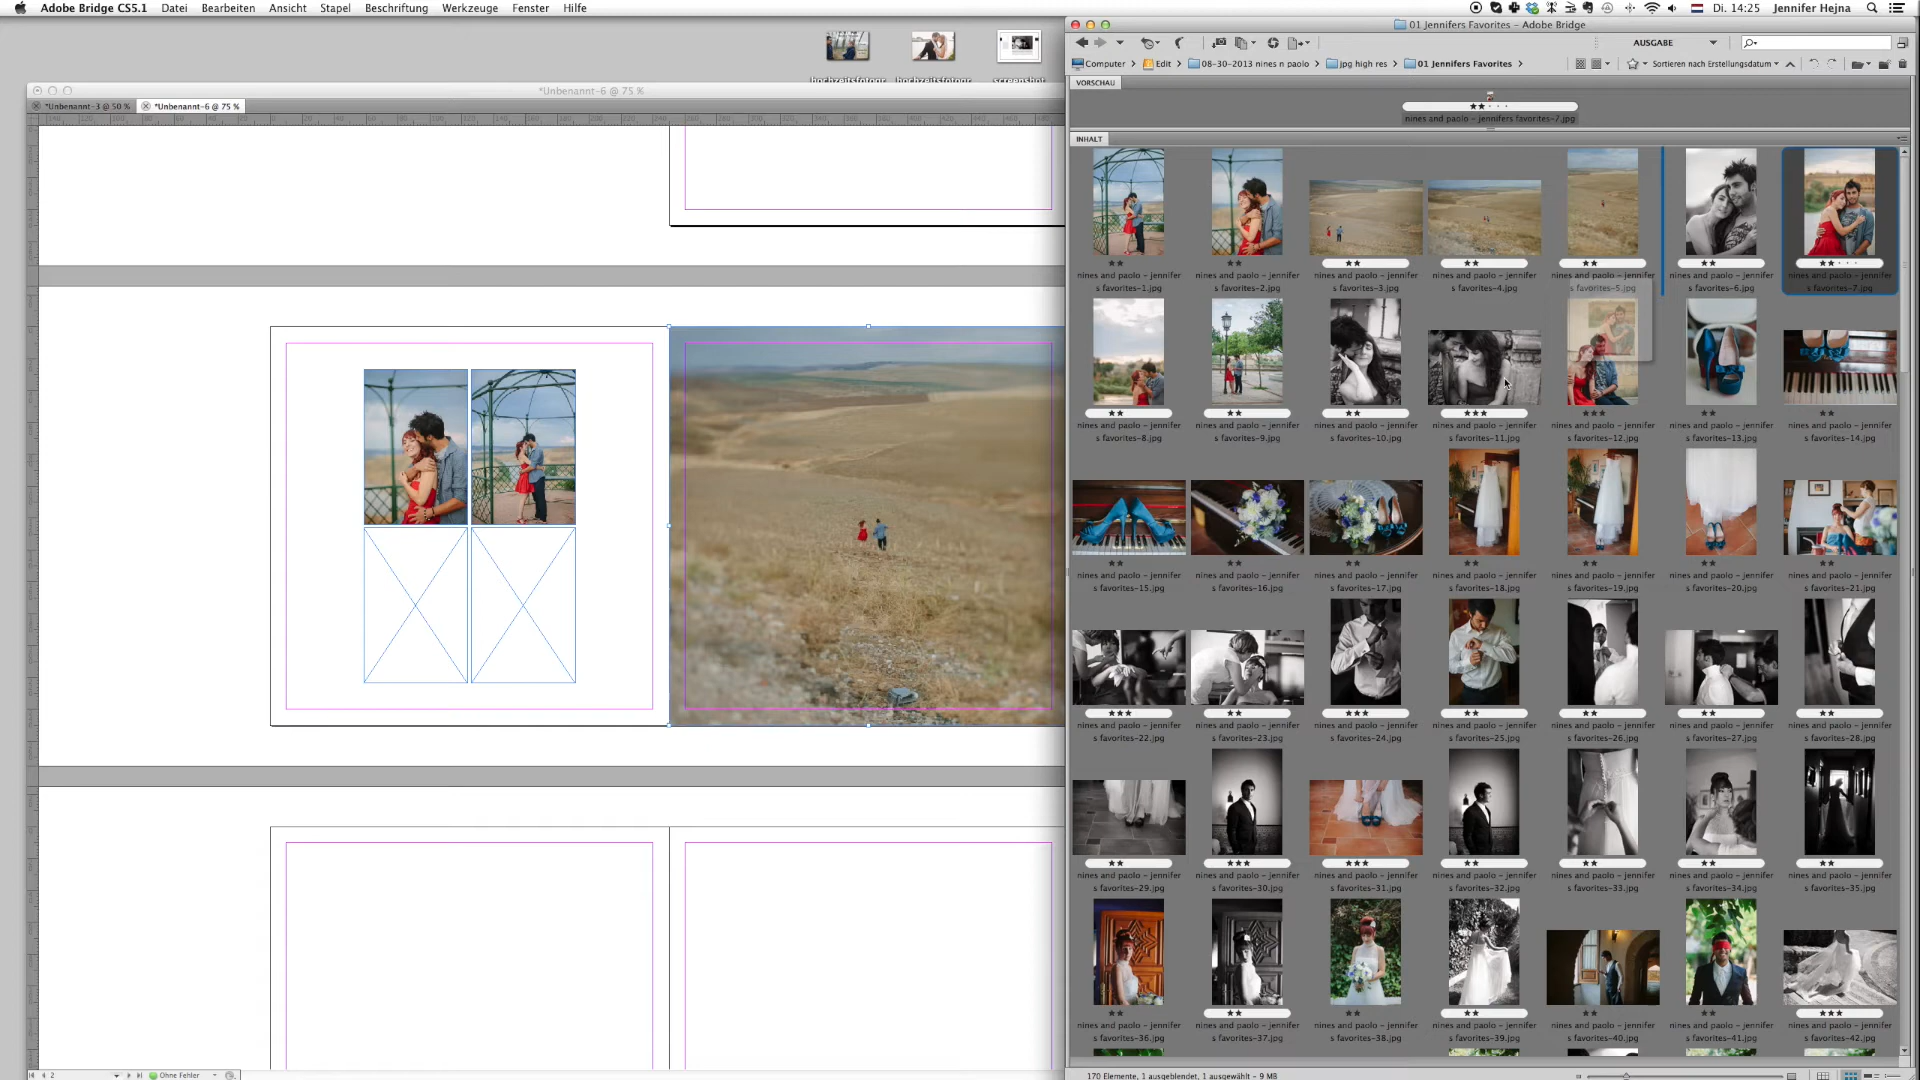 Adobe Bridge CS5.1 Datei Bearbeiten Ansicht Stapel Beschriftung Werkzeuge Fenster Hilfe Di. 14:25 Jennifer Hejna
01 Jennifers Favorites – Adobe Bridge
AUSGABE
Computer Edit 08-30-2013 nines n paolo jpg high res 01 Jennifers Favorites Sortieren nach Erstellungsdatum
VORSCHAU
nines and paolo - jennifers favorites-7.jpg
INHALT
*Unbenannt-6 @ 75 %
*Unbenannt-3 @ 50 % *Unbenannt-6 @ 75 %
nines and paolo - jennifer nines and paolo - jennifer nines and paolo - jennifer nines and paolo - jennifer nines and paolo - jennifer nines and paolo - jennifer nines and paolo - jennifer
s favorites-1.jpg s favorites-2.jpg s favorites-3.jpg s favorites-4.jpg s favorites-5.jpg s favorites-6.jpg s favorites-7.jpg
nines and paolo - jennifer nines and paolo - jennifer nines and paolo - jennifer nines and paolo - jennifer nines and paolo - jennifer nines and paolo - jennifer nines and paolo - jennifer
s favorites-8.jpg s favorites-9.jpg s favorites-10.jpg s favorites-11.jpg s favorites-12.jpg s favorites-13.jpg s favorites-14.jpg
nines and paolo - jennifer nines and paolo - jennifer nines and paolo - jennifer nines and paolo - jennifer nines and paolo - jennifer nines and paolo - jennifer nines and paolo - jennifer
s favorites-15.jpg s favorites-16.jpg s favorites-17.jpg s favorites-18.jpg s favorites-19.jpg s favorites-20.jpg s favorites-21.jpg
nines and paolo - jennifer nines and paolo - jennifer nines and paolo - jennifer nines and paolo - jennifer nines and paolo - jennifer nines and paolo - jennifer nines and paolo - jennifer
s favorites-22.jpg s favorites-23.jpg s favorites-24.jpg s favorites-25.jpg s favorites-26.jpg s favorites-27.jpg s favorites-28.jpg
nines and paolo - jennifer nines and paolo - jennifer nines and paolo - jennifer nines and paolo - jennifer nines and paolo - jennifer nines and paolo - jennifer nines and paolo - jennifer
s favorites-29.jpg s favorites-30.jpg s favorites-31.jpg s favorites-32.jpg s favorites-33.jpg s favorites-34.jpg s favorites-35.jpg
nines and paolo - jennifer nines and paolo - jennifer nines and paolo - jennifer nines and paolo - jennifer nines and paolo - jennifer nines and paolo - jennifer nines and paolo - jennifer
s favorites-36.jpg s favorites-37.jpg s favorites-38.jpg s favorites-39.jpg s favorites-40.jpg s favorites-41.jpg s favorites-42.jpg
2 Ohne Fehler
170 Elemente, 1 ausgeblendet, 1 ausgewählt - 9 MB